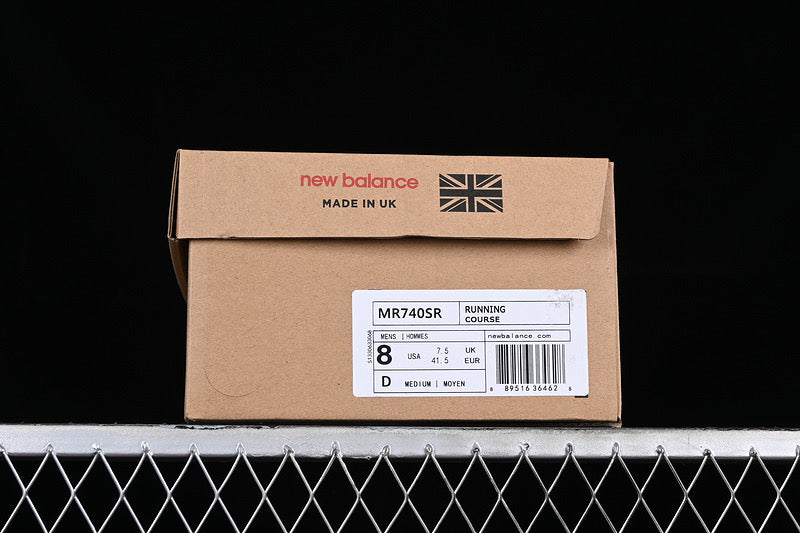 new balance
MADE IN UK
MR740SR
RUNNING
COURSE
MENS | HOMMES
newbalance.com
8
USA
7.5 UK
41.5 EUR
D
MEDIUM | MOYEN
8 89516 36462 8